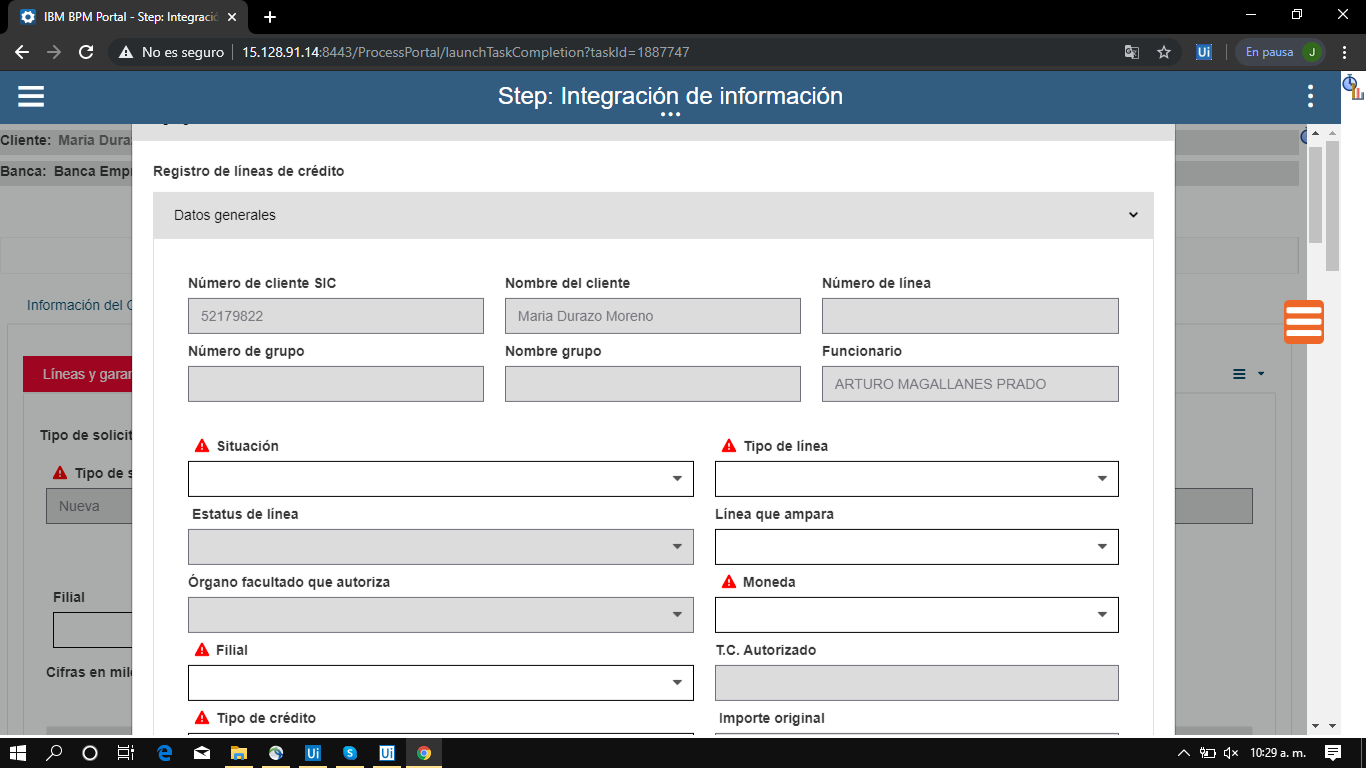 IBM BPM Portal - Step: Integració
No es seguro 15.128.91.14:8443/ProcessPortal/launchTaskCompletion?taskId=1887747
Ui
En pausa
J
Step: Integración de información
Cliente: Maria Dura
Banca: Banca Emp
Registro de líneas de crédito
Datos generales
Número de cliente SIC Nombre del cliente Número de línea
52179822 Maria Durazo Moreno
Número de grupo Nombre grupo Funcionario
ARTURO MAGALLANES PRADO
Información del
Líneas y garan
Tipo de solicit
Tipo de s
Nueva
Filial
Cifras en mile
Situación Tipo de línea
Estatus de línea Línea que ampara
Órgano facultado que autoriza Moneda
Filial T.C. Autorizado
Tipo de crédito Importe original
Ui S Ui
10:29 a. m.